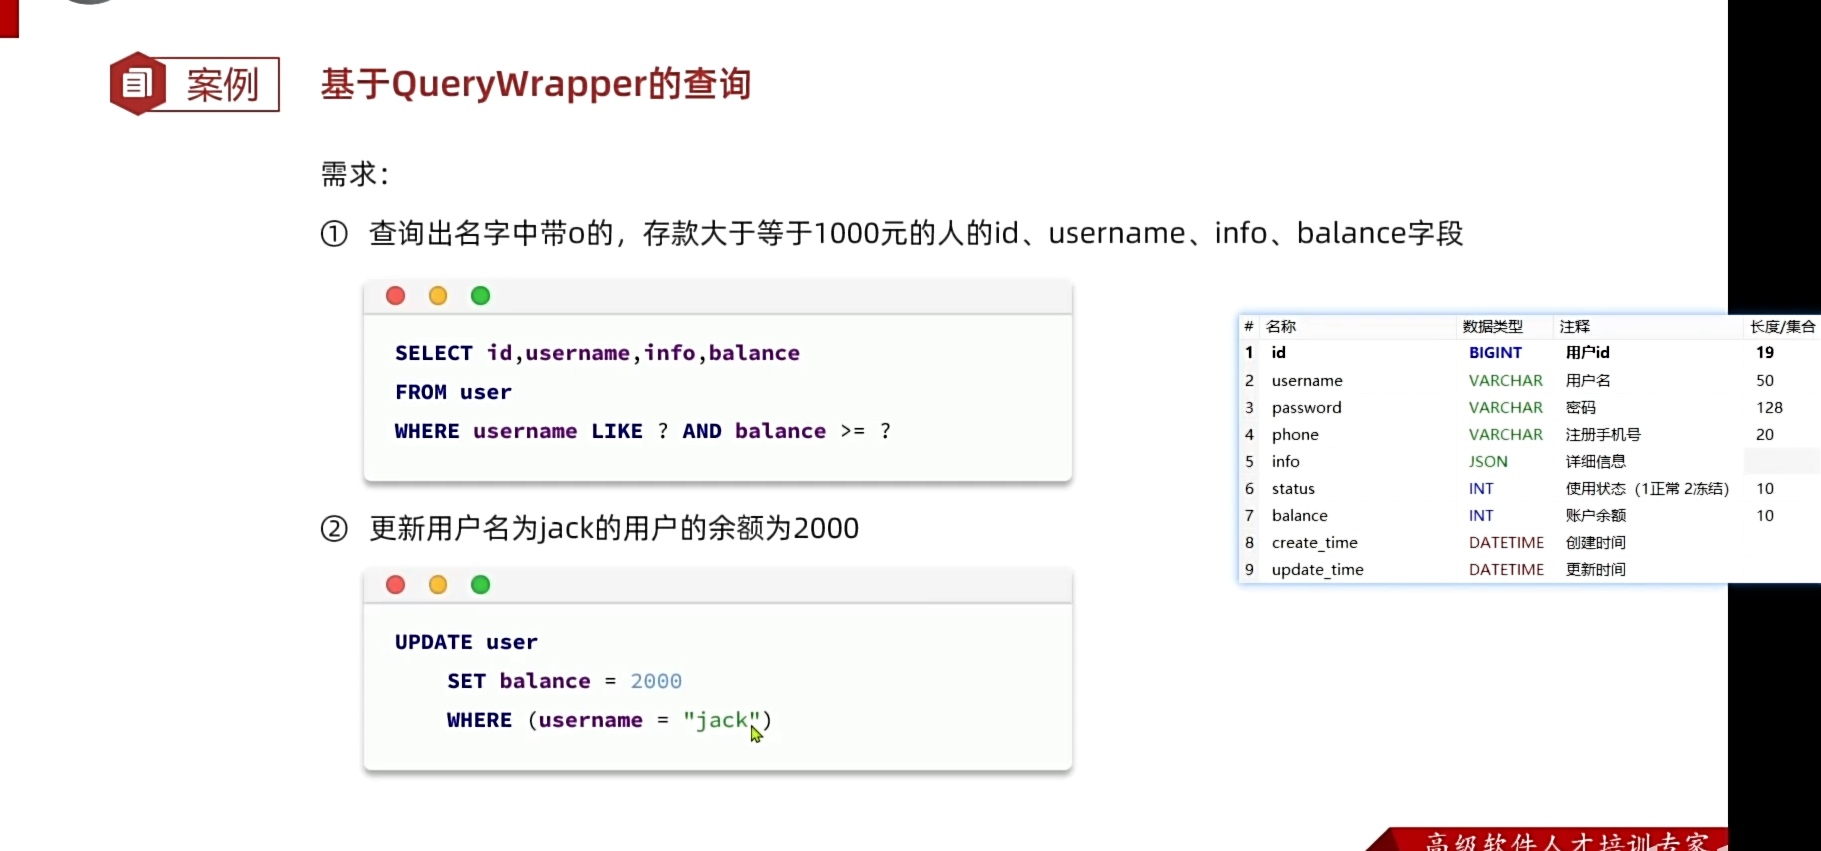 案例
基于QueryWrapper的查询
需求：
① 查询出名字中带o的，存款大于等于1000元的人的id、username、info、balance字段
SELECT id,username,info,balance
FROM user
WHERE username LIKE ? AND balance >= ?
② 更新用户名为jack的用户的余额为2000
UPDATE user
SET balance = 2000
WHERE (username = "jack")
# 名称 数据类型 注释 长度/集合
1 id BIGINT 用户id 19
2 username VARCHAR 用户名 50
3 password VARCHAR 密码 128
4 phone VARCHAR 注册手机号 20
5 info JSON 详细信息
6 status INT 使用状态（1正常 2冻结） 10
7 balance INT 账户余额 10
8 create_time DATETIME 创建时间
9 update_time DATETIME 更新时间
高级软件人才培训专家